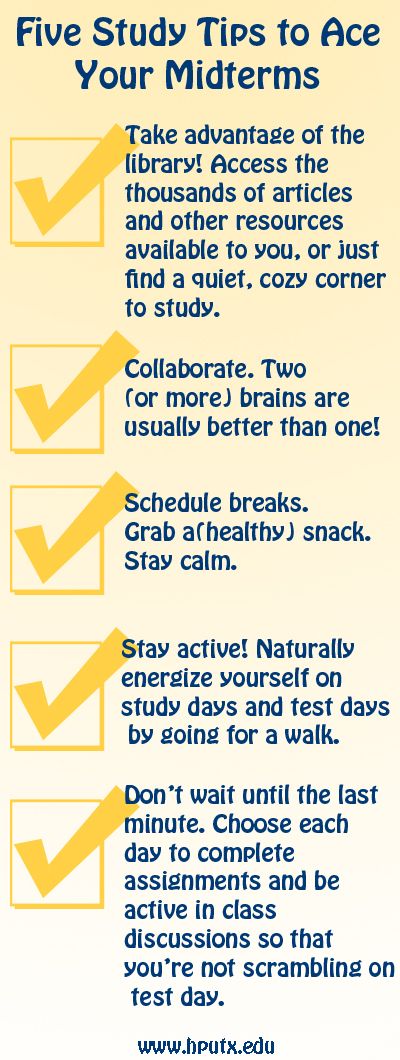 Five Study Tips to Ace
Your Midterms
Take advantage of the
library! Access the
thousands of articles
and other resources
available to you, or just
find a quiet, cozy corner
to study.
Collaborate. Two
(or more) brains are
usually better than one!
Schedule breaks.
Grab a(healthy) snack.
Stay calm.
Stay active! Naturally
energize yourself on
study days and test days
by going for a walk.
Don't wait until the last
minute. Choose each
day to complete
assignments and be
active in class
discussions so that
you're not scrambling on
test day.
www.hputx.edu